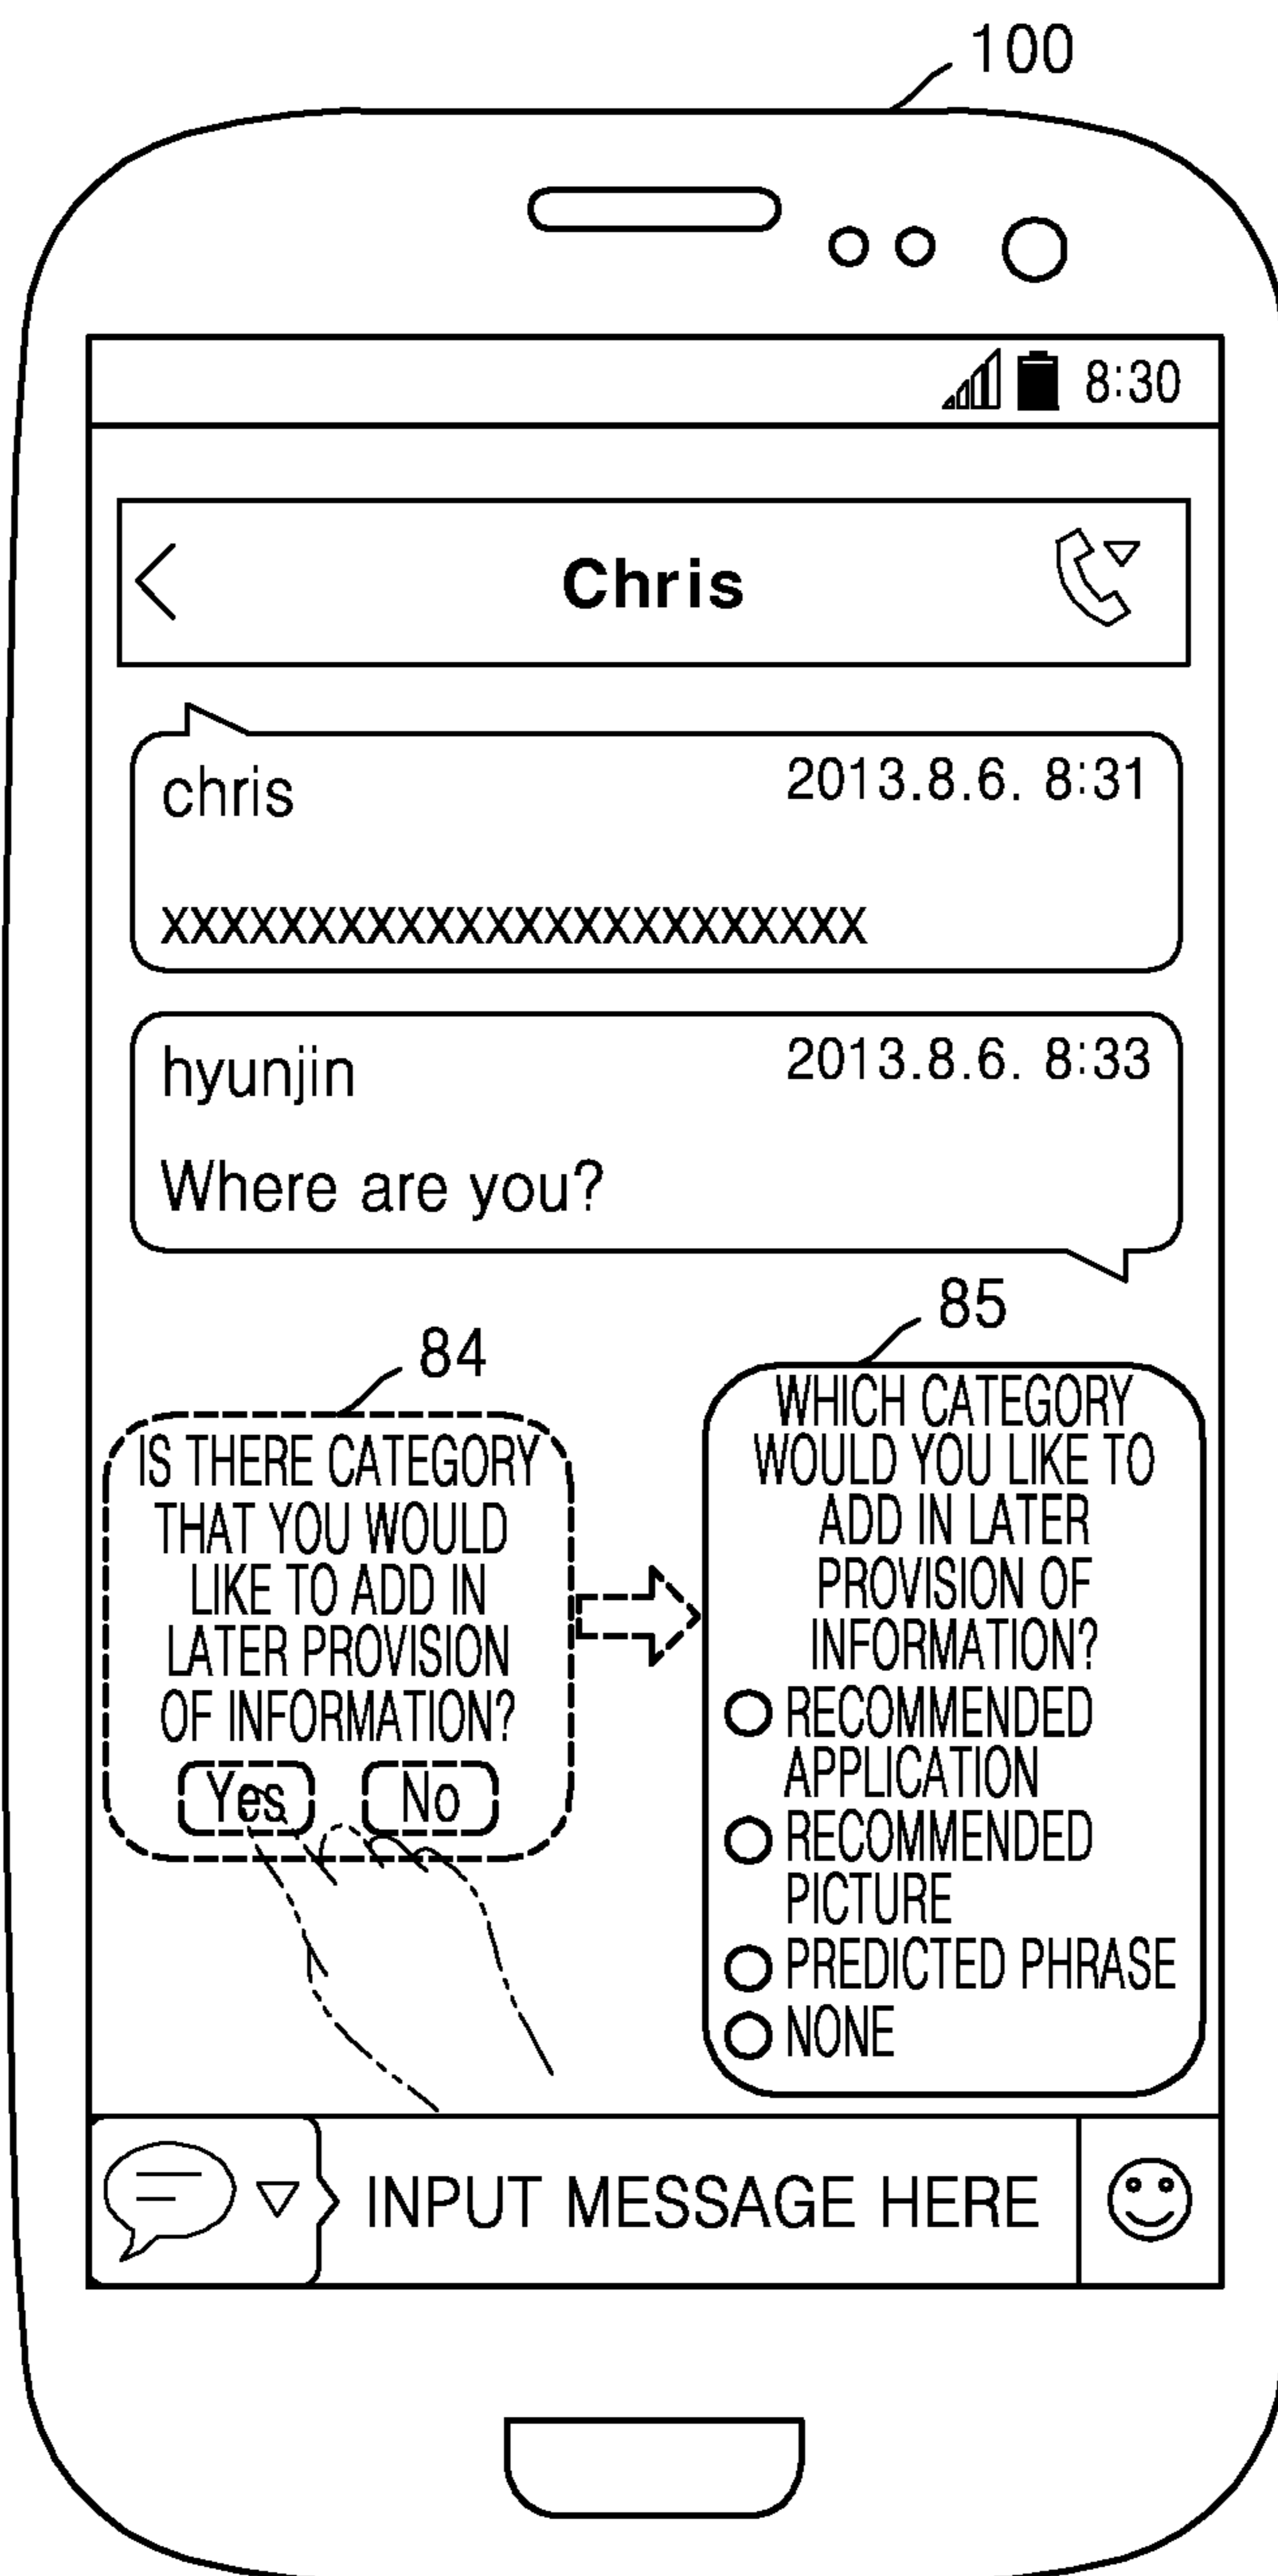 100
8:30
Chris
chris 2013.8.6. 8:31
xxxxxxxxxxxxxxxxxxxxxxxx
hyunjin 2013.8.6. 8:33
Where are you?
84
IS THERE CATEGORY
THAT YOU WOULD
LIKE TO ADD IN
LATER PROVISION
OF INFORMATION?
Yes No
85
WHICH CATEGORY
WOULD YOU LIKE TO
ADD IN LATER
PROVISION OF
INFORMATION?
RECOMMENDED
APPLICATION
RECOMMENDED
PICTURE
PREDICTED PHRASE
NONE
INPUT MESSAGE HERE